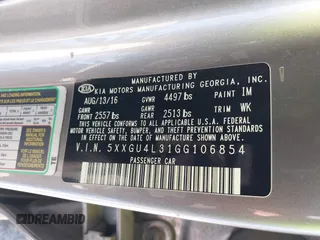 MANUFACTURED BY
KIA KIA MOTORS MANUFACTURING GEORGIA, INC.
AUG/13/16 GVWR 4497lbs PAINT IM
GAWR FRONT 2557lbs GAWR REAR 2513lbs TRIM WK
THIS VEHICLE CONFORMS TO ALL APPLICABLE
FEDERAL MOTOR VEHICLE SAFETY, BUMPER, AND
THEFT PREVENTION STANDARDS IN EFFECT ON
THE DATE OF MANUFACTURE SHOWN ABOVE.
V.I.N. 5XXGU4L31GG106854
PASSENGER CAR
DREAMBID